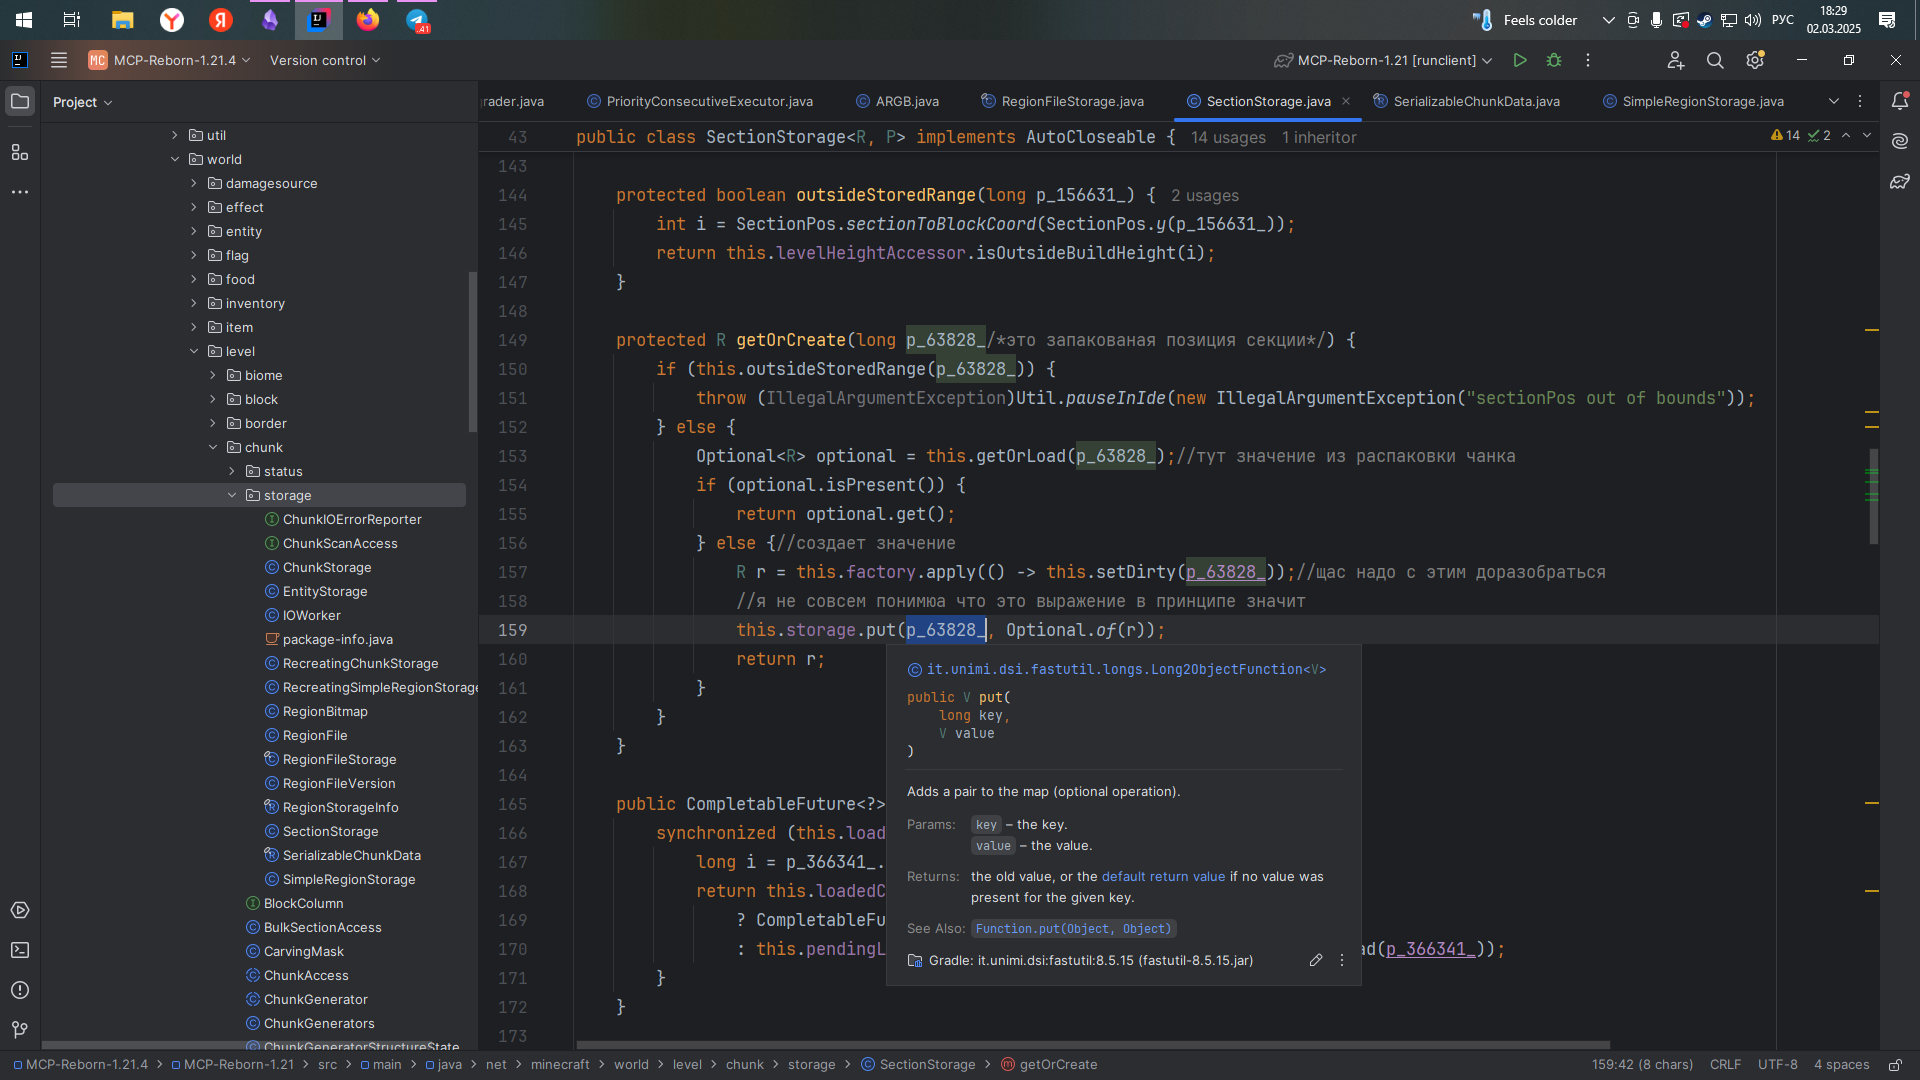 Feels colder
РУС
18:29
02.03.2025
41
MC MCP-Reborn-1.21.4
Version control
MCP-Reborn-1.21 [runclient]
Project
rader.java
PriorityConsecutiveExecutor.java
ARGB.java
RegionFileStorage.java
SectionStorage.java
SerializableChunkData.java
SimpleRegionStorage.java
util
world
damagesource
effect
entity
flag
food
inventory
item
level
biome
block
border
chunk
status
storage
ChunkIOErrorReporter
ChunkScanAccess
ChunkStorage
EntityStorage
IOWorker
package-info.java
RecreatingChunkStorage
RecreatingSimpleRegionStorage
RegionBitmap
RegionFile
RegionFileStorage
RegionFileVersion
RegionStorageInfo
SectionStorage
SerializableChunkData
SimpleRegionStorage
BlockColumn
BulkSectionAccess
CarvingMask
ChunkAccess
ChunkGenerator
ChunkGenerators
ChunkGeneratorStructureState
43 public class SectionStorage<R, P> implements AutoCloseable { 14 usages 1 inheritor
14 2
143
144 protected boolean outsideStoredRange(long p_156631_) { 2 usages
145 int i = SectionPos.sectionToBlockCoord(SectionPos.y(p_156631_));
146 return this.levelHeightAccessor.isOutsideBuildHeight(i);
147 }
148
149 protected R getOrCreate(long p_63828_/*это запакованая позиция секции*/) {
150 if (this.outsideStoredRange(p_63828_)) {
151 throw (IllegalArgumentException)Util.pauseInIde(new IllegalArgumentException("sectionPos out of bounds"));
152 } else {
153 Optional<R> optional = this.getOrLoad(p_63828_);//тут значение из распаковки чанка
154 if (optional.isPresent()) {
155 return optional.get();
156 } else {//создает значение
157 R r = this.factory.apply(() -> this.setDirty(p_63828_));//щас надо с этим доразобраться
158 //я не совсем понимюа что это выражение в принципе значит
159 this.storage.put(p_63828_, Optional.of(r));
160 return r;
161 }
162 }
163 }
164
165 public CompletableFuture<?>
166 synchronized (this.load
167 long i = p_366341_.
168 return this.loadedC
169 ? CompletableFu
170 : this.pendingL ad(p_366341_));
171 }
172 }
173
it.unimi.dsi.fastutil.longs.Long2ObjectFunction<V>
public V put(
long key,
V value
)
Adds a pair to the map (optional operation).
Params: key – the key.
value – the value.
Returns: the old value, or the default return value if no value was
present for the given key.
See Also: Function.put(Object, Object)
Gradle: it.unimi.dsi:fastutil:8.5.15 (fastutil-8.5.15.jar)
MCP-Reborn-1.21.4 > MCP-Reborn-1.21 > src > main > java > net > minecraft > world > level > chunk > storage > SectionStorage > getOrCreate
159:42 (8 chars) CRLF UTF-8 4 spaces